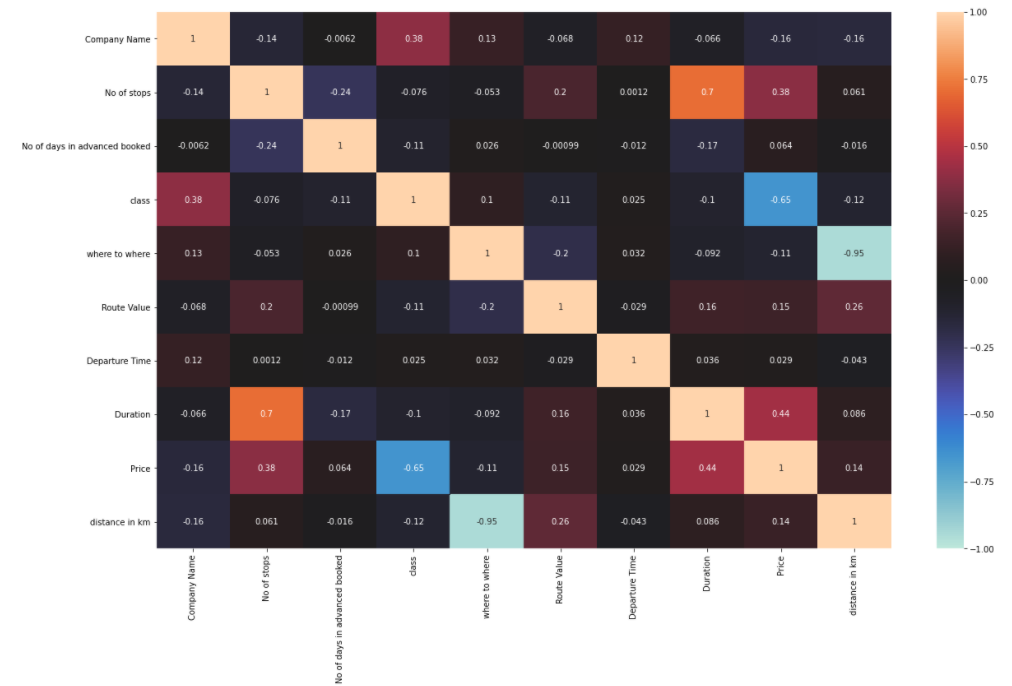 Company Name 1 -0.14 -0.0062 0.38 0.13 -0.068 0.12 -0.066 -0.16 -0.16
No of stops -0.14 1 -0.24 -0.076 -0.053 0.2 0.0012 0.7 0.38 0.061
No of days in advanced booked -0.0062 -0.24 1 -0.11 0.026 -0.00099 -0.012 -0.17 0.064 -0.016
class 0.38 -0.076 -0.11 1 0.1 -0.11 0.025 -0.1 -0.65 -0.12
where to where 0.13 -0.053 0.026 0.1 1 -0.2 0.032 -0.092 -0.11 -0.95
Route Value -0.068 0.2 -0.00099 -0.11 -0.2 1 -0.029 0.16 0.15 0.26
Departure Time 0.12 0.0012 -0.012 0.025 0.032 -0.029 1 0.036 0.029 -0.043
Duration -0.066 0.7 -0.17 -0.1 -0.092 0.16 0.036 1 0.44 0.086
Price -0.16 0.38 0.064 -0.65 -0.11 0.15 0.029 0.44 1 0.14
distance in km -0.16 0.061 -0.016 -0.12 -0.95 0.26 -0.043 0.086 0.14 1
Company Name
No of stops
No of days in advanced booked
class
where to where
Route Value
Departure Time
Duration
Price
distance in km
1.00
0.75
0.50
0.25
0.00
−0.25
−0.50
−0.75
−1.00